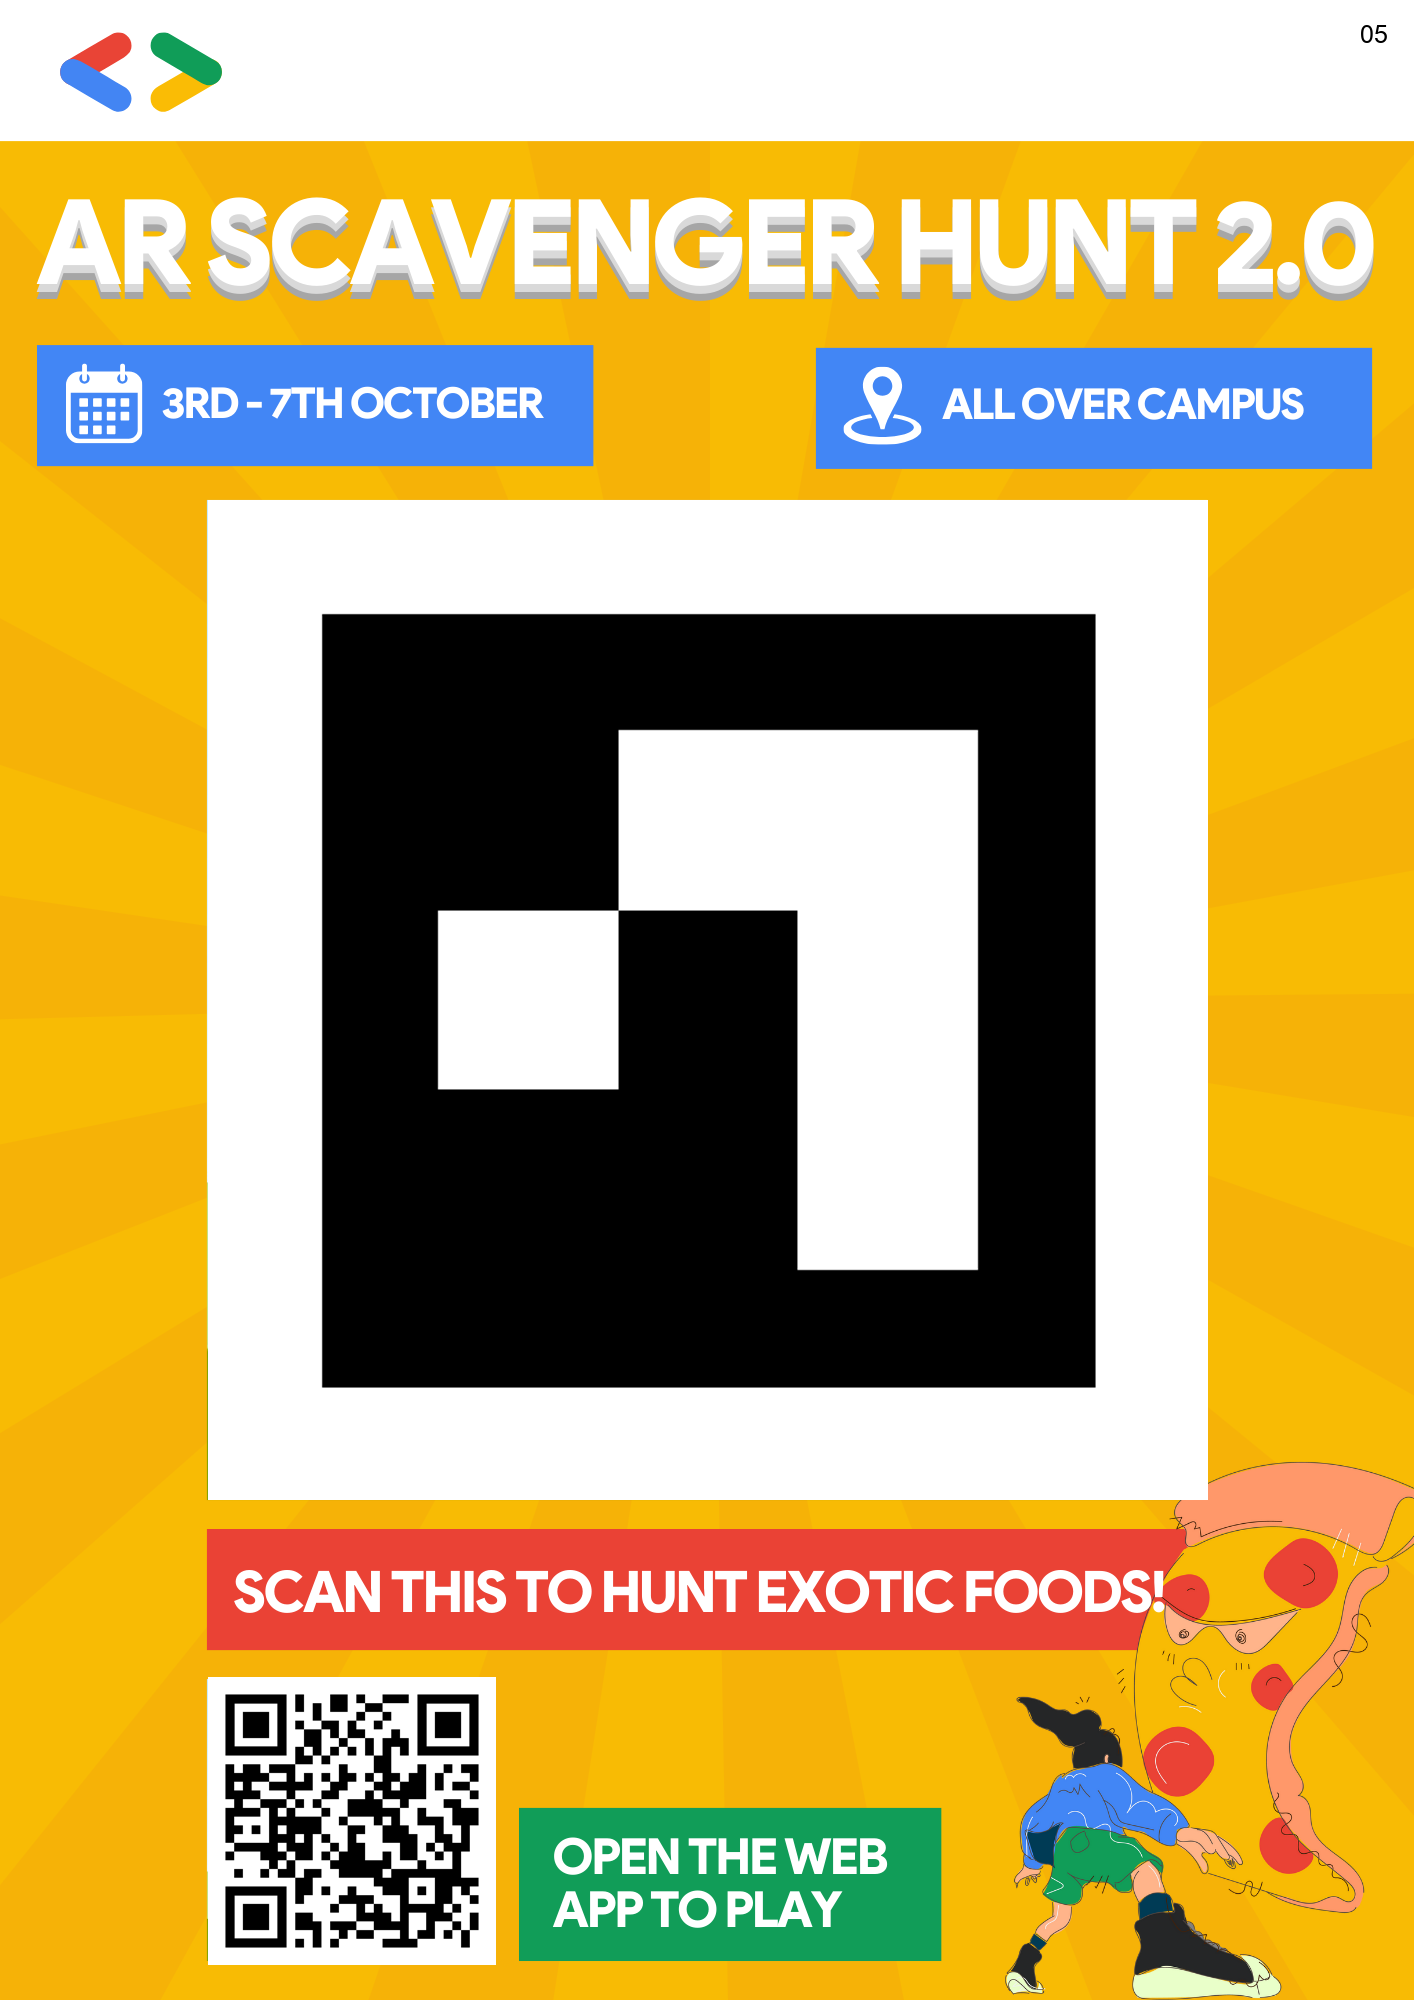 05
AR SCAVENGER HUNT 2.0
3RD - 7TH OCTOBER
ALL OVER CAMPUS
SCAN THIS TO HUNT EXOTIC FOODS!
OPEN THE WEB
APP TO PLAY